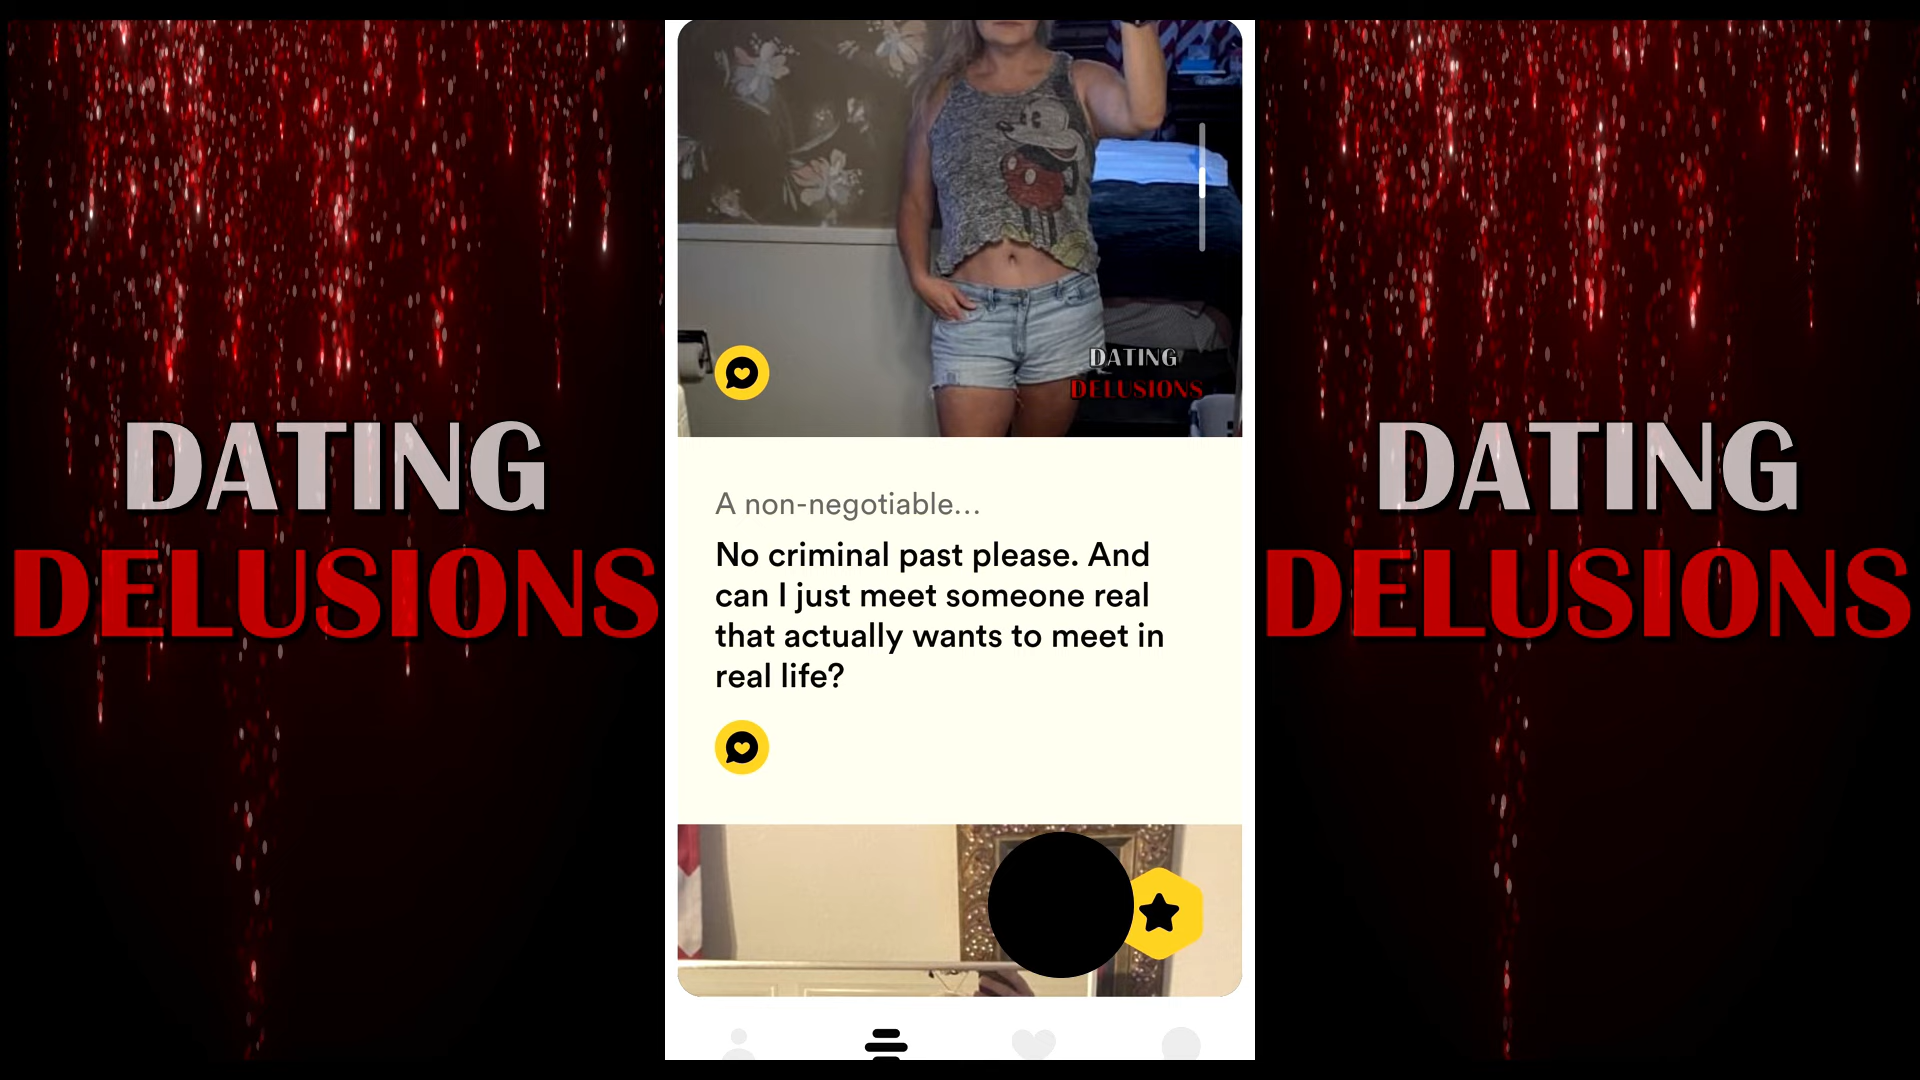 DATING
DELUSIONS
DATING
DELUSIONS
A non-negotiable...
No criminal past please. And
can I just meet someone real
that actually wants to meet in
real life?
DATING
DELUSIONS